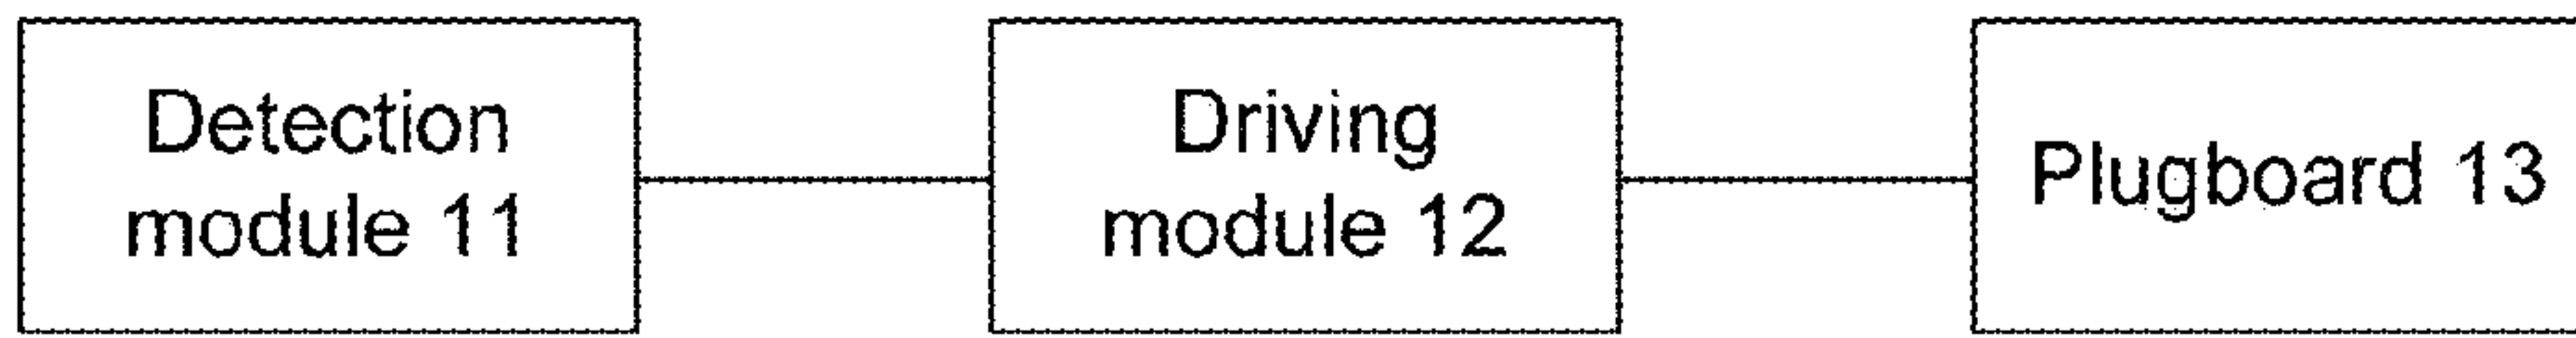 Detection
module 11
Driving
module 12
Plugboard 13